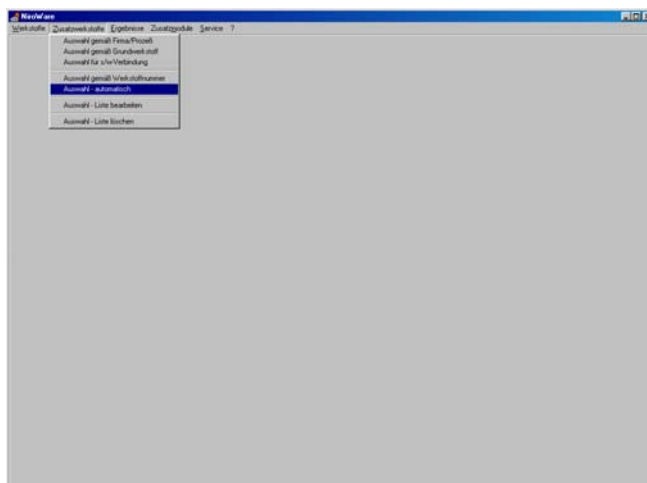 NeoWare
Werkstoffe Zusatzwerkstoffe Ergebnisse Zusatzmodule Service ?
Auswahl gemäß Firma/Prozeß
Auswahl gemäß Grundwerkstoff
Auswahl für s/w-Verbindung
Auswahl gemäß Werkstoffnummer
Auswahl - automatisch
Auswahl - Liste bearbeiten
Auswahl - Liste löschen